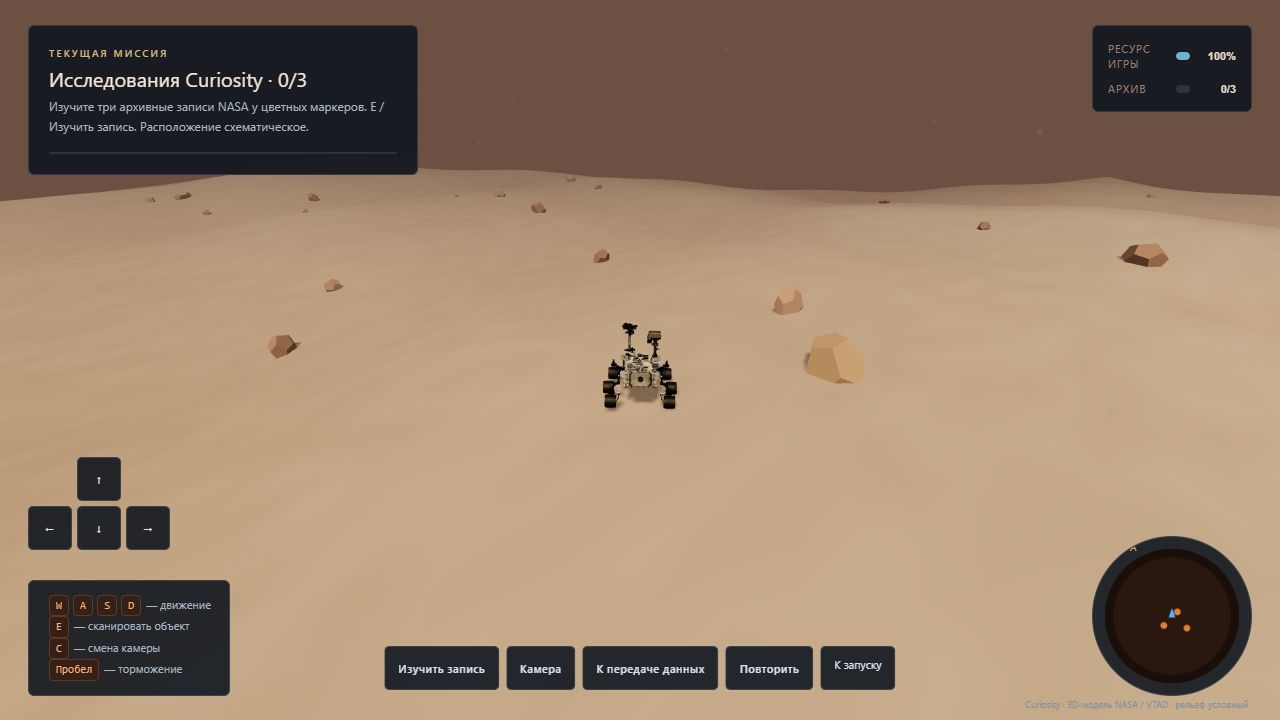 ТЕКУЩАЯ МИССИЯ
Исследования Curiosity · 0/3
Изучите три архивные записи NASA у цветных маркеров. E /
Изучить запись. Расположение схематическое.
РЕСУРС
ИГРЫ
100%
АРХИВ
0/3
↑
← ↓ →
W A S D — движение
E — сканировать объект
C — смена камеры
Пробел — торможение
Изучить запись
Камера
К передаче данных
Повторить
К запуску
Curiosity · 3D-модель NASA / VTAD · рельеф условный